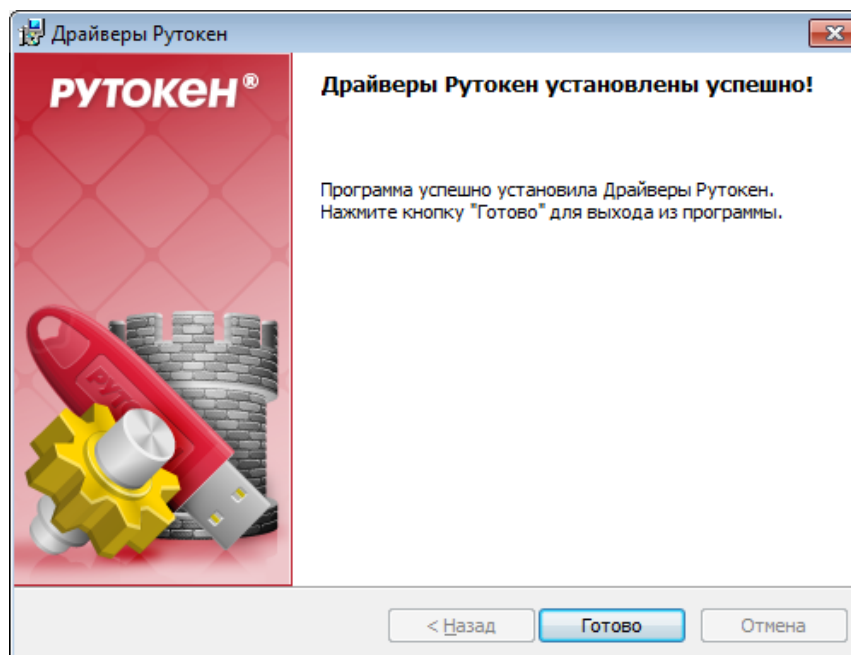 Драйверы Рутокен
РУТОКЕН®
Драйверы Рутокен установлены успешно!
Программа успешно установила Драйверы Рутокен.
Нажмите кнопку "Готово" для выхода из программы.
< Назад
Готово
Отмена